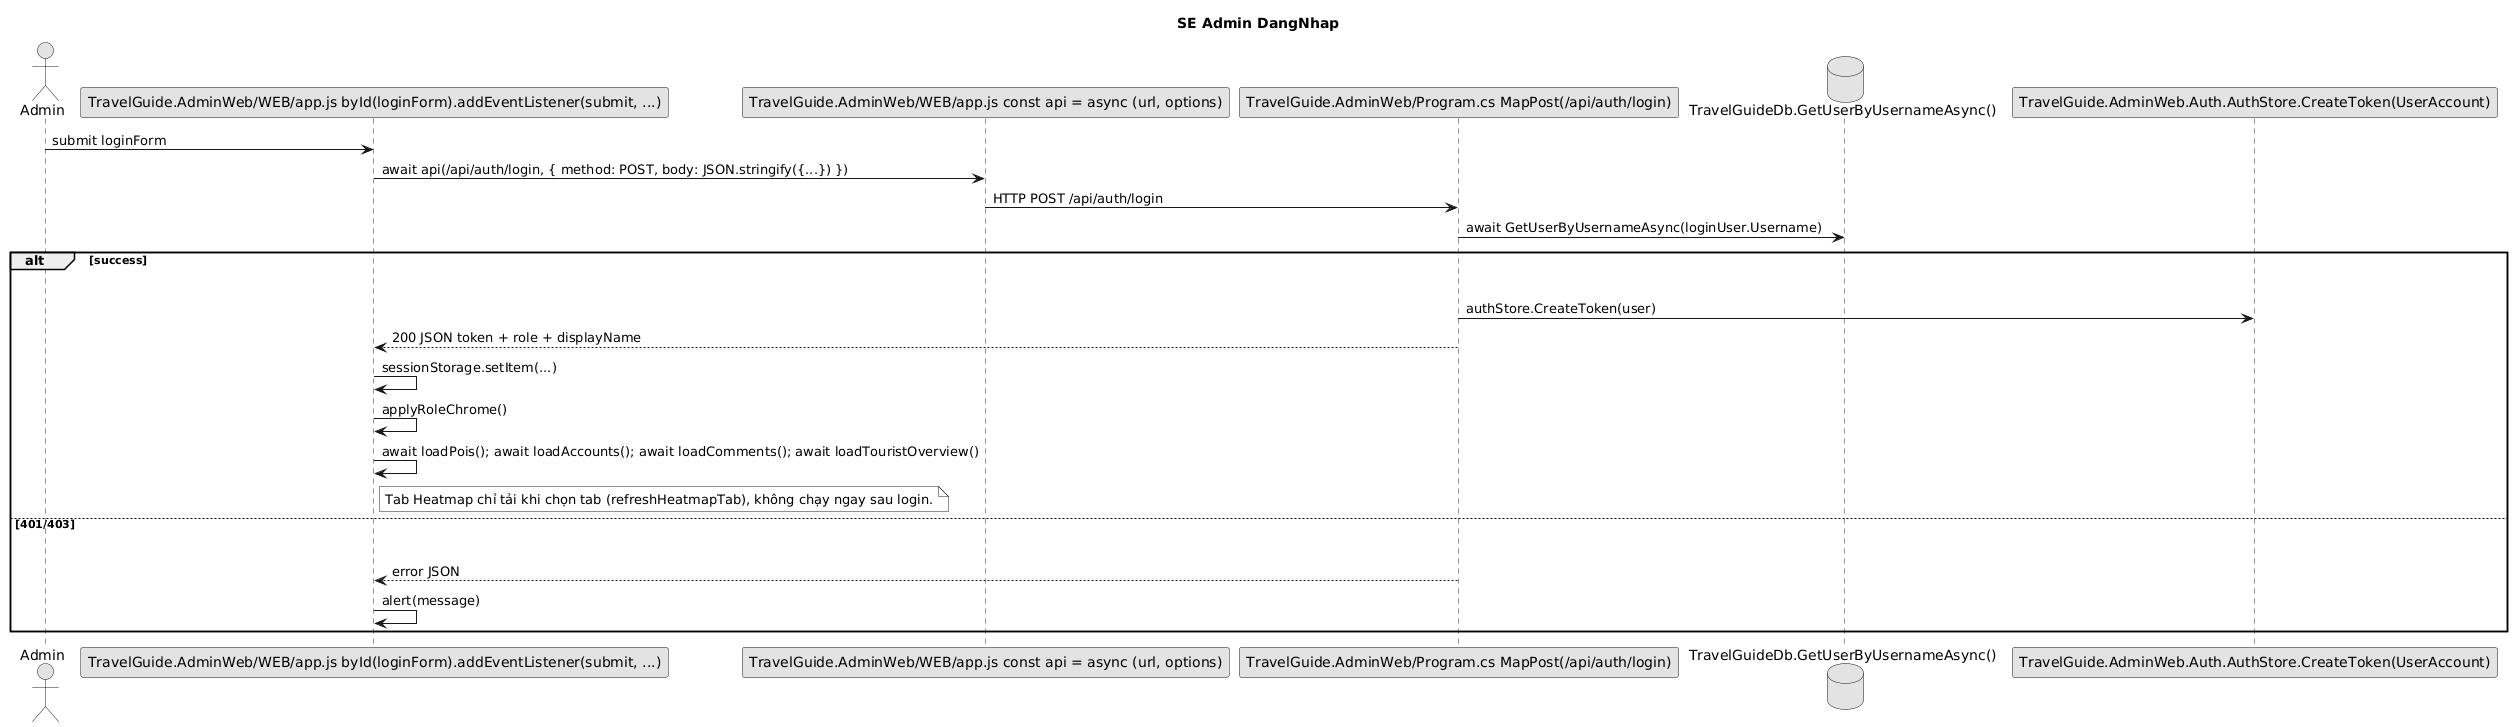 SE Admin DangNhap
Admin
TravelGuide.AdminWeb/WEB/app.js byId(loginForm).addEventListener(submit, ...)
TravelGuide.AdminWeb/WEB/app.js const api = async (url, options)
TravelGuide.AdminWeb/Program.cs MapPost(/api/auth/login)
TravelGuideDb.GetUserByUsernameAsync()
TravelGuide.AdminWeb.Auth.AuthStore.CreateToken(UserAccount)
submit loginForm
await api(/api/auth/login, { method: POST, body: JSON.stringify({...}) })
HTTP POST /api/auth/login
await GetUserByUsernameAsync(loginUser.Username)
alt [success]
authStore.CreateToken(user)
200 JSON token + role + displayName
sessionStorage.setItem(...)
applyRoleChrome()
await loadPois(); await loadAccounts(); await loadComments(); await loadTouristOverview()
Tab Heatmap chỉ tải khi chọn tab (refreshHeatmapTab), không chạy ngay sau login.
[401/403]
error JSON
alert(message)
Admin
TravelGuide.AdminWeb/WEB/app.js byId(loginForm).addEventListener(submit, ...)
TravelGuide.AdminWeb/WEB/app.js const api = async (url, options)
TravelGuide.AdminWeb/Program.cs MapPost(/api/auth/login)
TravelGuideDb.GetUserByUsernameAsync()
TravelGuide.AdminWeb.Auth.AuthStore.CreateToken(UserAccount)